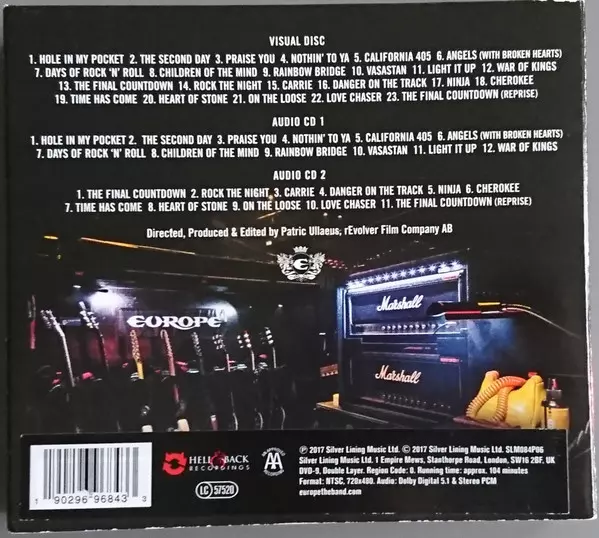 VISUAL DISC
1. HOLE IN MY POCKET 2. THE SECOND DAY 3. PRAISE YOU 4. NOTHIN' TO YA 5. CALIFORNIA 405 6. ANGELS (WITH BROKEN HEARTS)
7. DAYS OF ROCK 'N' ROLL 8. CHILDREN OF THE MIND 9. RAINBOW BRIDGE 10. VASASTAN 11. LIGHT IT UP 12. WAR OF KINGS
13. THE FINAL COUNTDOWN 14. ROCK THE NIGHT 15. CARRIE 16. DANGER ON THE TRACK 17. NINJA 18. CHEROKEE
19. TIME HAS COME 20. HEART OF STONE 21. ON THE LOOSE 22. LOVE CHASER 23. THE FINAL COUNTDOWN (REPRISE)
AUDIO CD 1
1. HOLE IN MY POCKET 2. THE SECOND DAY 3. PRAISE YOU 4. NOTHIN' TO YA 5. CALIFORNIA 405 6. ANGELS (WITH BROKEN HEARTS)
7. DAYS OF ROCK 'N' ROLL 8. CHILDREN OF THE MIND 9. RAINBOW BRIDGE 10. VASASTAN 11. LIGHT IT UP 12. WAR OF KINGS
AUDIO CD 2
1. THE FINAL COUNTDOWN 2. ROCK THE NIGHT 3. CARRIE 4. DANGER ON THE TRACK 5. NINJA 6. CHEROKEE
7. TIME HAS COME 8. HEART OF STONE 9. ON THE LOOSE 10. LOVE CHASER 11. THE FINAL COUNTDOWN (REPRISE)
Directed, Produced & Edited by Patric Ullaeus, rEvolver Film Company AB
E
EUROPE
Marshall
Marshall
HELL & BACK
RECORDINGS
AA
LC 57520
℗ 2017 Silver Lining Music Ltd. © 2017 Silver Lining Music Ltd. SLM084P06
Silver Lining Music Ltd. 1 Empire Mews, Stanthorpe Road, London, SW16 2BF, UK
DVD-9, Double Layer. Region Code: 0. Running time: approx. 104 minutes
Format: NTSC, 720x480. Audio: Dolby Digital 5.1 & Stereo PCM
europetheband.com
1 90296 96843 3